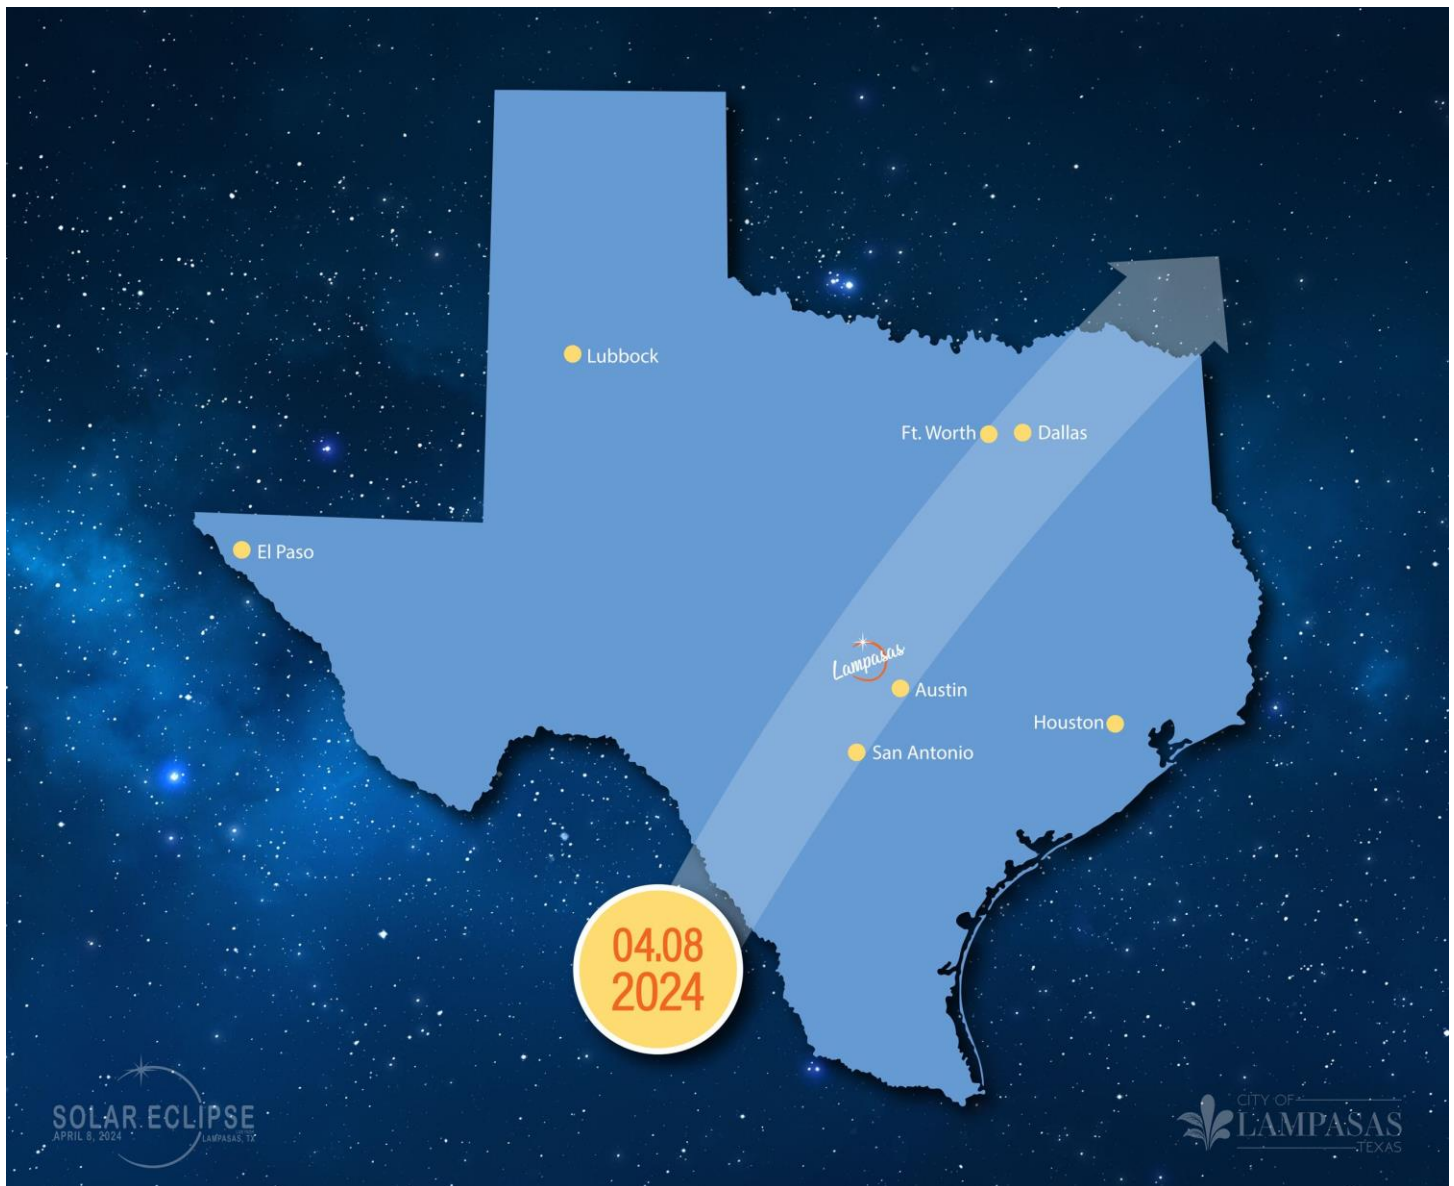 Lubbock
Ft. Worth
Dallas
El Paso
Lampasas
Austin
Houston
San Antonio
04.08
2024
SOLAR ECLIPSE
APRIL 8, 2024
LAMPASAS, TX
CITY OF
LAMPASAS
TEXAS